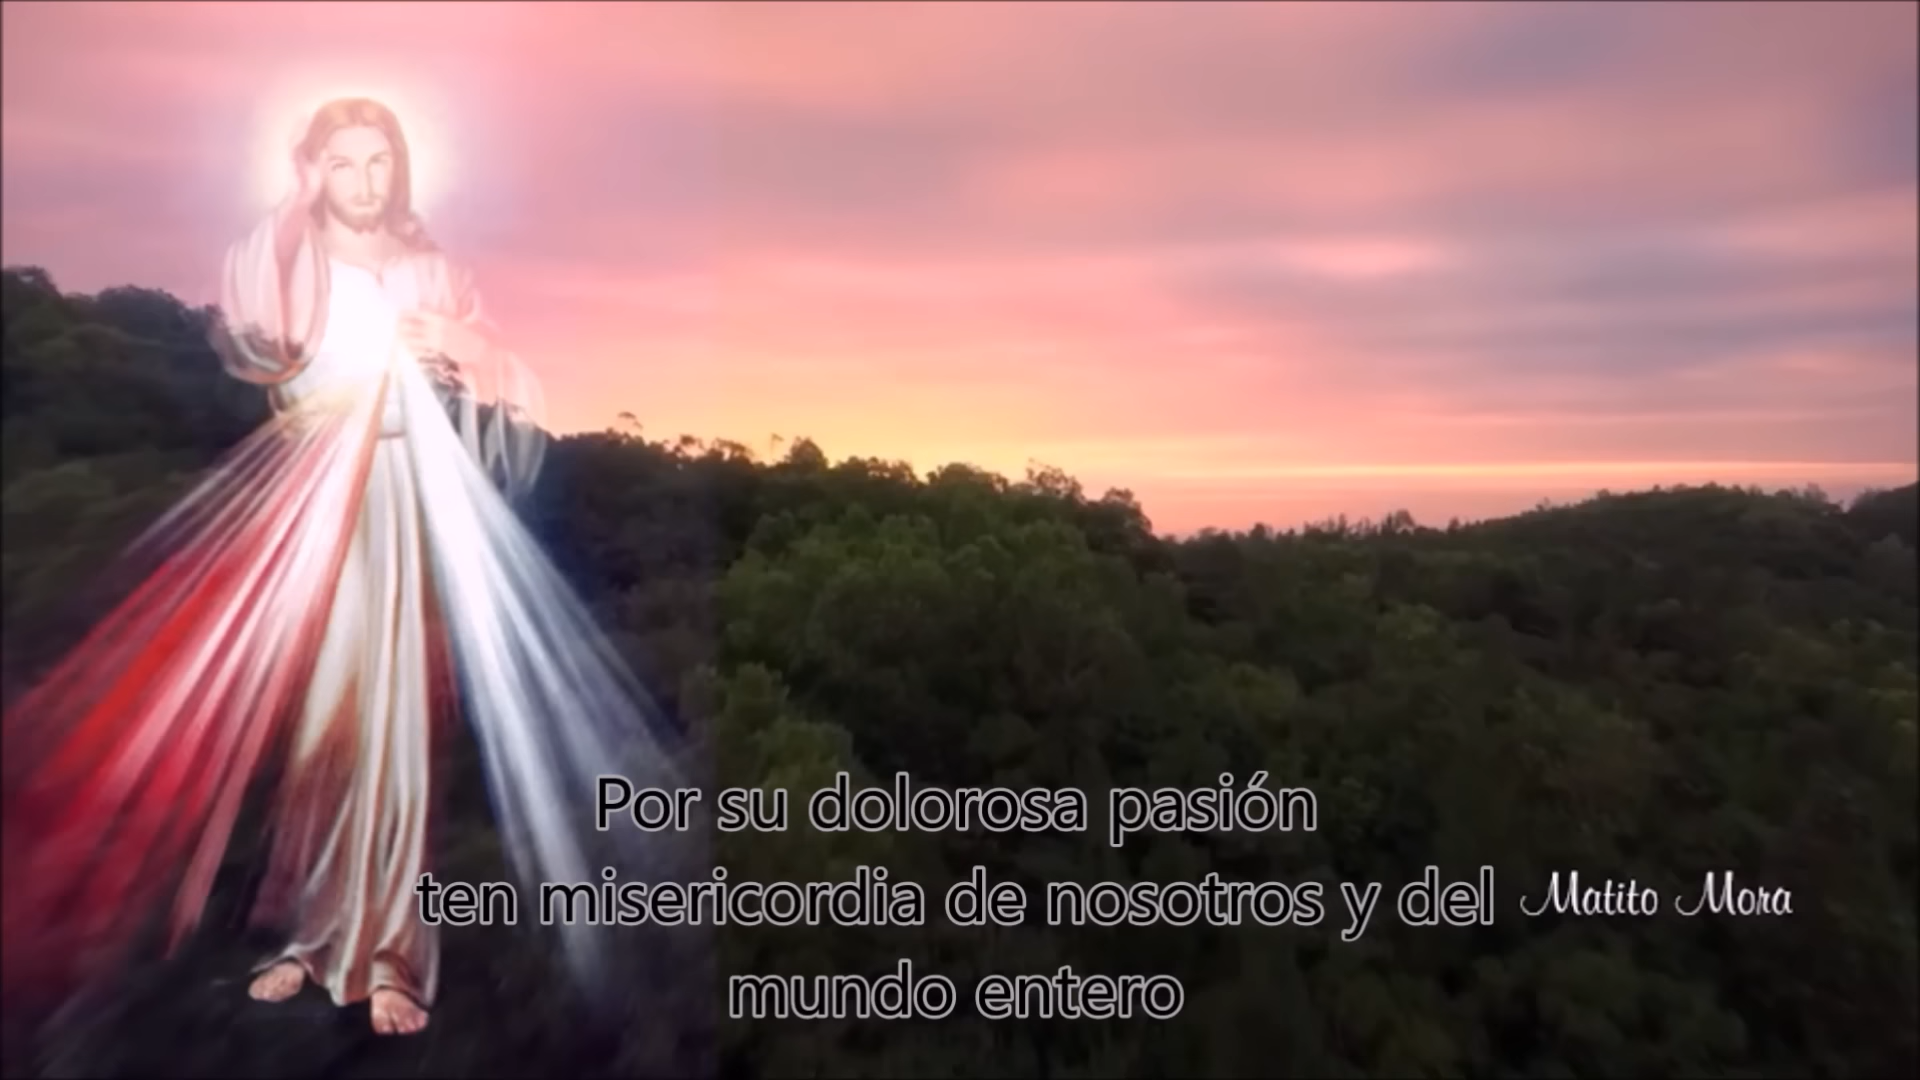 Por su dolorosa pasión
ten misericordia de nosotros y del
mundo entero
Matito Mora